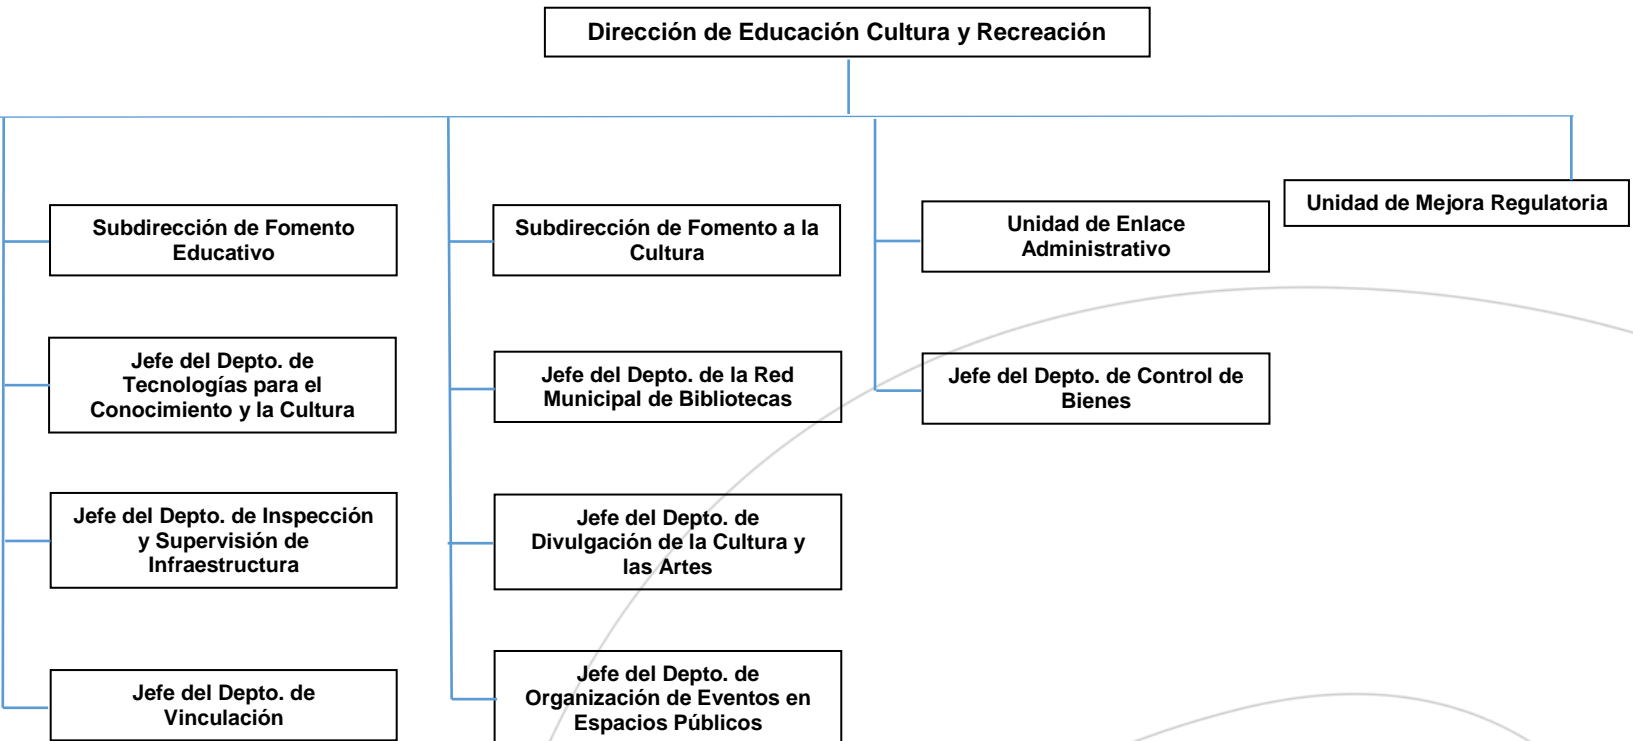 Dirección de Educación Cultura y Recreación
Subdirección de Fomento
Educativo
Jefe del Depto. de
Tecnologías para el
Conocimiento y la Cultura
Jefe del Depto. de Inspección
y Supervisión de
Infraestructura
Jefe del Depto. de
Vinculación
Subdirección de Fomento a la
Cultura
Jefe del Depto. de la Red
Municipal de Bibliotecas
Jefe del Depto. de
Divulgación de la Cultura y
las Artes
Jefe del Depto. de
Organización de Eventos en
Espacios Públicos
Unidad de Enlace
Administrativo
Jefe del Depto. de Control de
Bienes
Unidad de Mejora Regulatoria